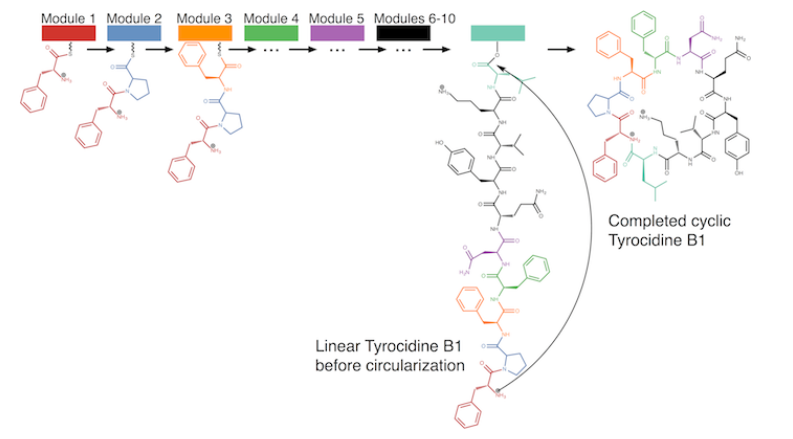 Module 1 Module 2 Module 3 Module 4 Module 5 Modules 6-10
... ... ...
Linear Tyrocidine B1
before circularization
Completed cyclic
Tyrocidine B1